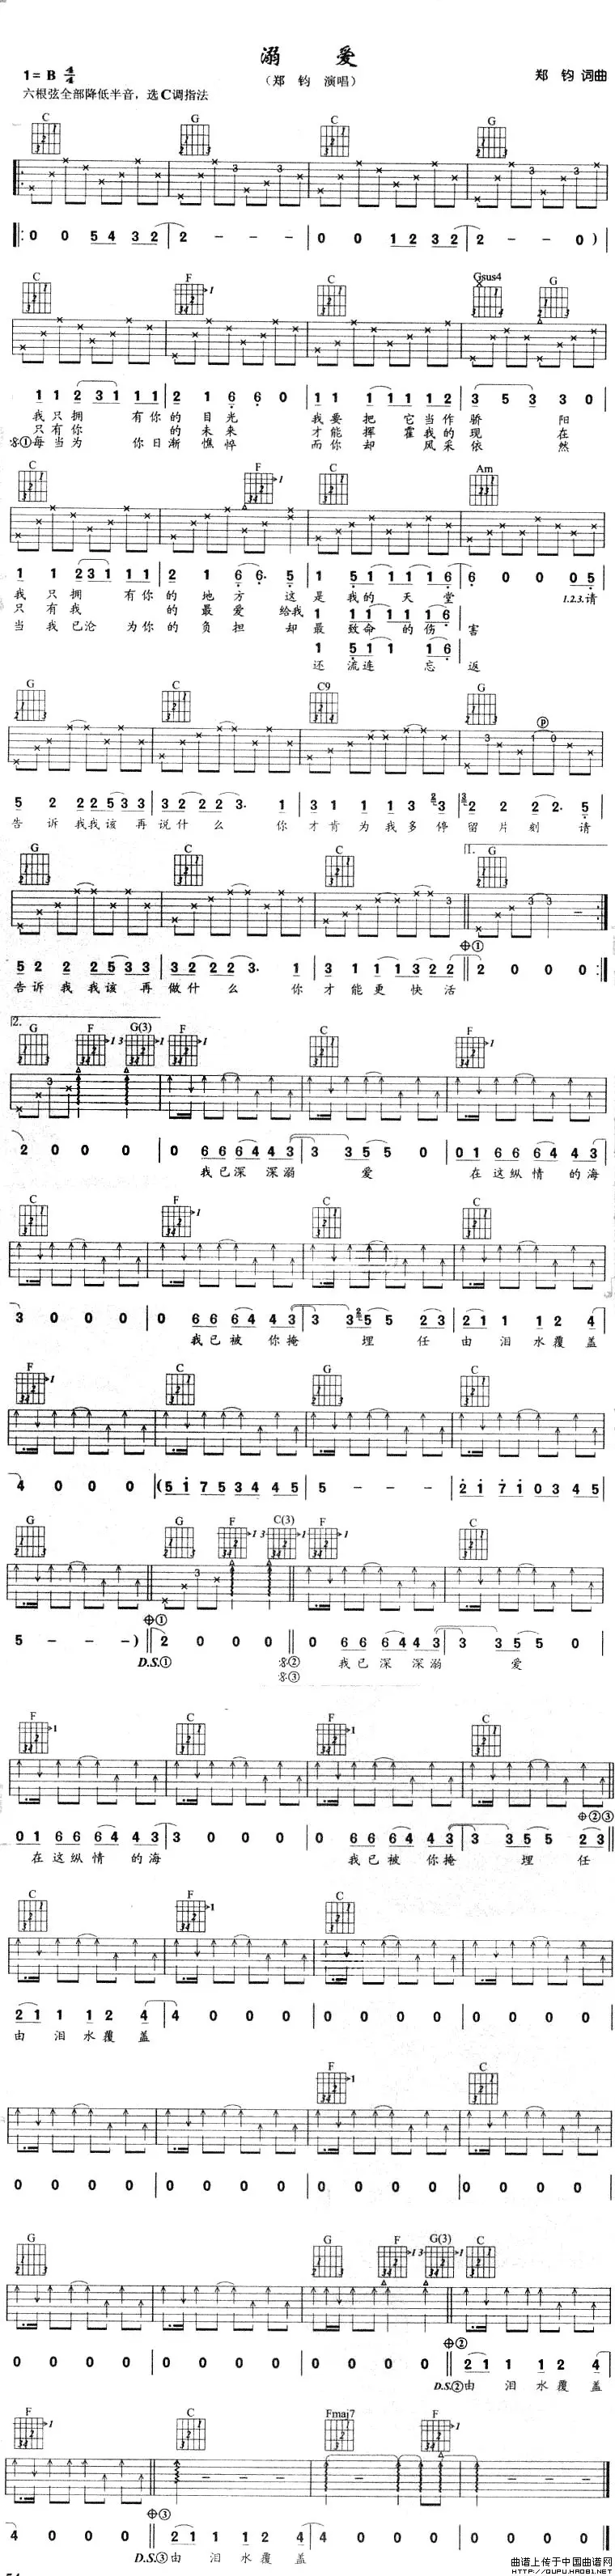 溺 爱
1= B 4/4
(郑 钧 演唱)
郑 钧 词曲
六根弦全部降低半音，选C调指法
C G C G
3 3 3
0 0 5 4 3 2 2 - - - 0 0 1 2 3 2 2 - - 0 )
C F Gsus4 G
1 1 2 3 1 1 1 2 1 6 6 0 1 1 1 1 1 1 2 3 5 3 3 0
我 只 拥 有 你 的 目 光 我 要 把 它 当 作 骄 阳
只 有 你 的 未 来 才 能 挥 霍 我 的 现 在
①每 当 为 你 日 渐 憔 悴 而 你 却 风 采 依 然
C F C Am
1 1 2 3 1 1 1 2 1 6 6. 5 1 5 1 1 1 1 6 6 0 0 0 5
我 只 拥 有 你 的 地 方 这 是 我 的 天 堂 1.2.3.请
只 有 我 的 最 爱 给 我 1 1 1 1 1 1 6
当 我 已 沦 为 你 的 负 担 却 最 致 命 的 伤 害
1 5 1 1 1 6
还 流 连 忘 返
G C C9 G
5 2 2 2 5 3 3 3 2 2 2 3. 1 3 1 1 1 3 3 2 2 2 2. 5
告 诉 我 我 该 再 说 什 么 你 才 肯 为 我 多 停 留 片 刻 请
G C C 1. G
5 2 2 2 2 5 3 3 3 2 2 2 3. 1 3 1 1 1 3 2 2 2 0 0 0
告 诉 我 我 该 再 做 什 么 你 才 能 更 快 活
2. G F G(3) F C F
2 0 0 0 0 6 6 6 4 4 3 3 3 5 5 0 0 1 6 6 6 4 4 3
我 已 深 深 溺 爱 在 这 纵 情 的 海
C F C C
3 0 0 0 0 6 6 6 4 4 3 3 3 5 5 2 3 2 1 1 1 2 4
我 已 被 你 掩 埋 任 由 泪 水 覆 盖
F C G C
4 0 0 0 (5 1 7 5 3 4 4 5 5 - - - 2 1 7 1 0 3 4 5
G G F C(3) F C
5 - - - ) 2 0 0 0 0 6 6 6 4 4 3 3 3 5 5 0
D.S.① ② 我 已 深 深 溺 爱
③
F C F C
0 1 6 6 6 4 4 3 3 0 0 0 0 6 6 6 4 4 3 3 3 5 5 2 3
在 这 纵 情 的 海 我 已 被 你 掩 埋 任
②③
C F C
2 1 1 1 2 4 4 0 0 0 0 0 0 0 0 0 0 0
由 泪 水 覆 盖
F C
0 0 0 0 0 0 0 0 0 0 0 0 0 0 0 0
G G F G(3) C
0 0 0 0 0 0 0 0 0 0 0 0 2 1 1 1 2 4
D.S.②由 泪 水 覆 盖
F C Fmaj7 F
4 0 0 0 2 1 1 1 2 4 4 0 0 0
D.S.③由 泪 水 覆 盖
曲谱上传于中国曲谱网
HTTP://QUPU.HAO81.NET